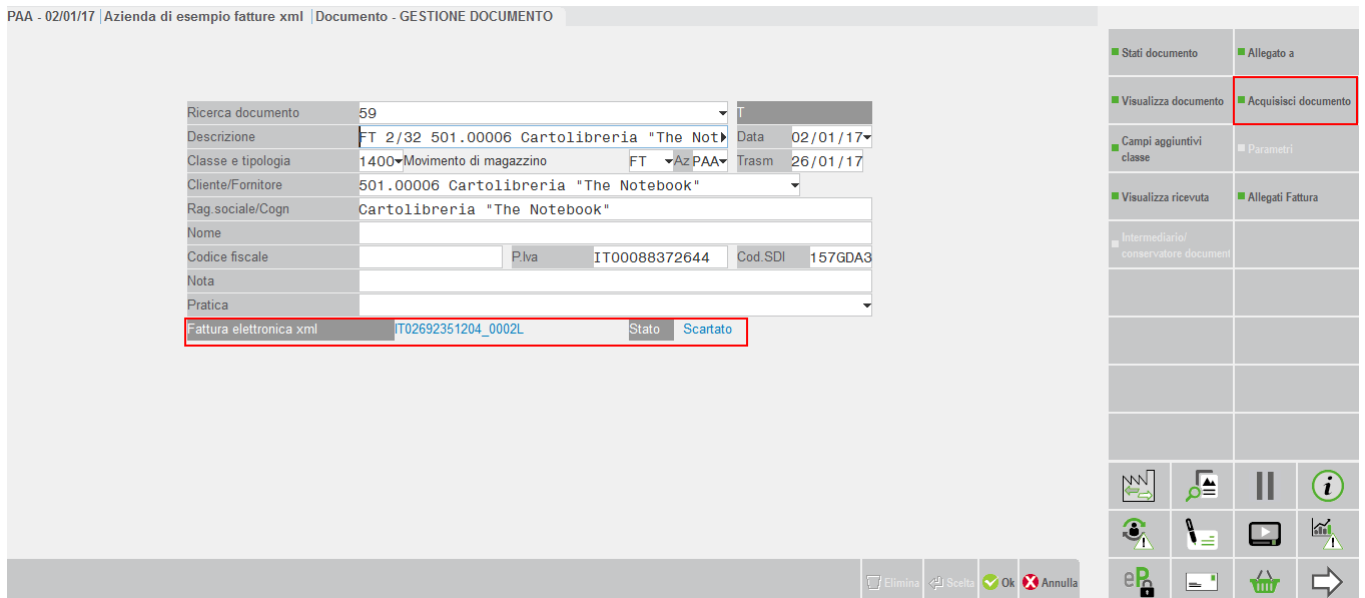 PAA - 02/01/17 | Azienda di esempio fatture xml | Documento - GESTIONE DOCUMENTO
Stati documento
Allegato a
Visualizza documento
Acquisisci documento
Campi aggiuntivi classe
Parametri
Visualizza ricevuta
Allegati Fattura
Intermediario/
conservatore document
Ricerca documento 59 T
Descrizione FT 2/32 501.00006 Cartolibreria "The Not Data 02/01/17
Classe e tipologia 1400 Movimento di magazzino FT Az PAA Trasm 26/01/17
Cliente/Fornitore 501.00006 Cartolibreria "The Notebook"
Rag.sociale/Cogn Cartolibreria "The Notebook"
Nome
Codice fiscale P.Iva IT00088372644 Cod.SDI 157GDA3
Nota
Pratica
Fattura elettronica xml IT02692351204_0002L Stato Scartato
Elimina Scelta Ok Annulla